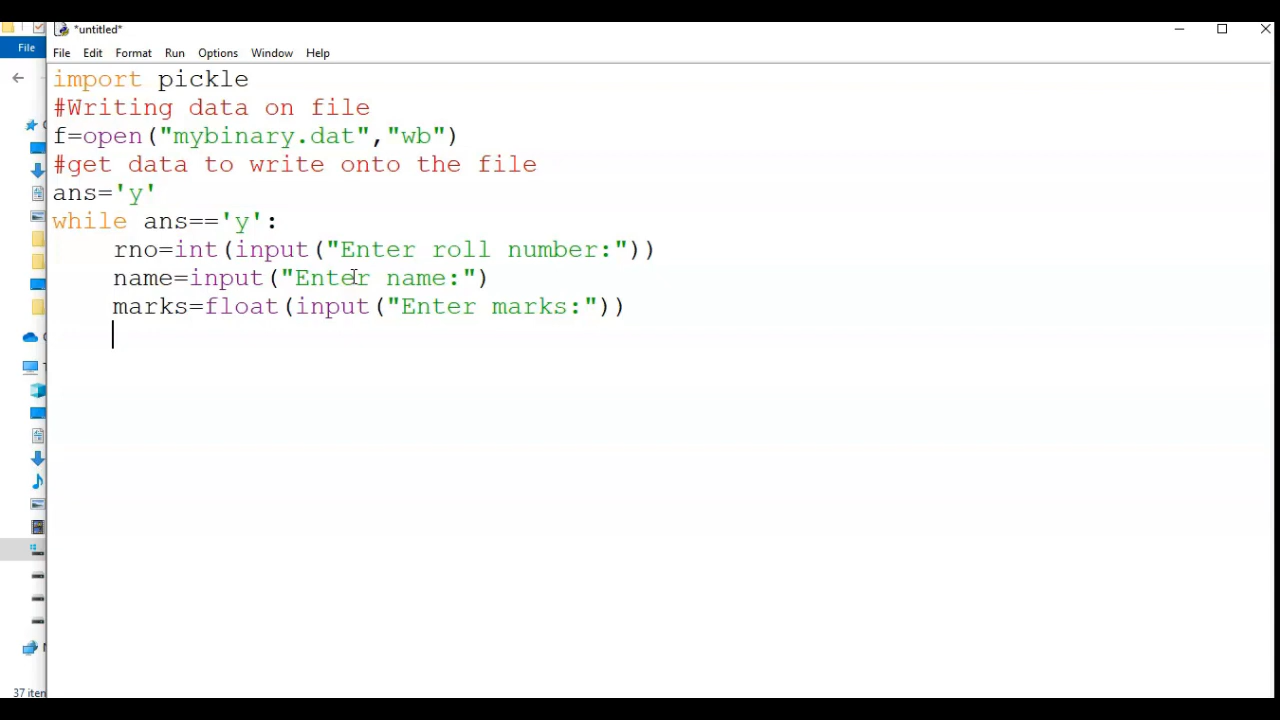 *untitled*
File
File Edit Format Run Options Window Help
import pickle
#Writing data on file
f=open("mybinary.dat","wb")
#get data to write onto the file
ans='y'
while ans=='y':
    rno=int(input("Enter roll number:"))
    name=input("Enter name:")
    marks=float(input("Enter marks:"))
37 iten